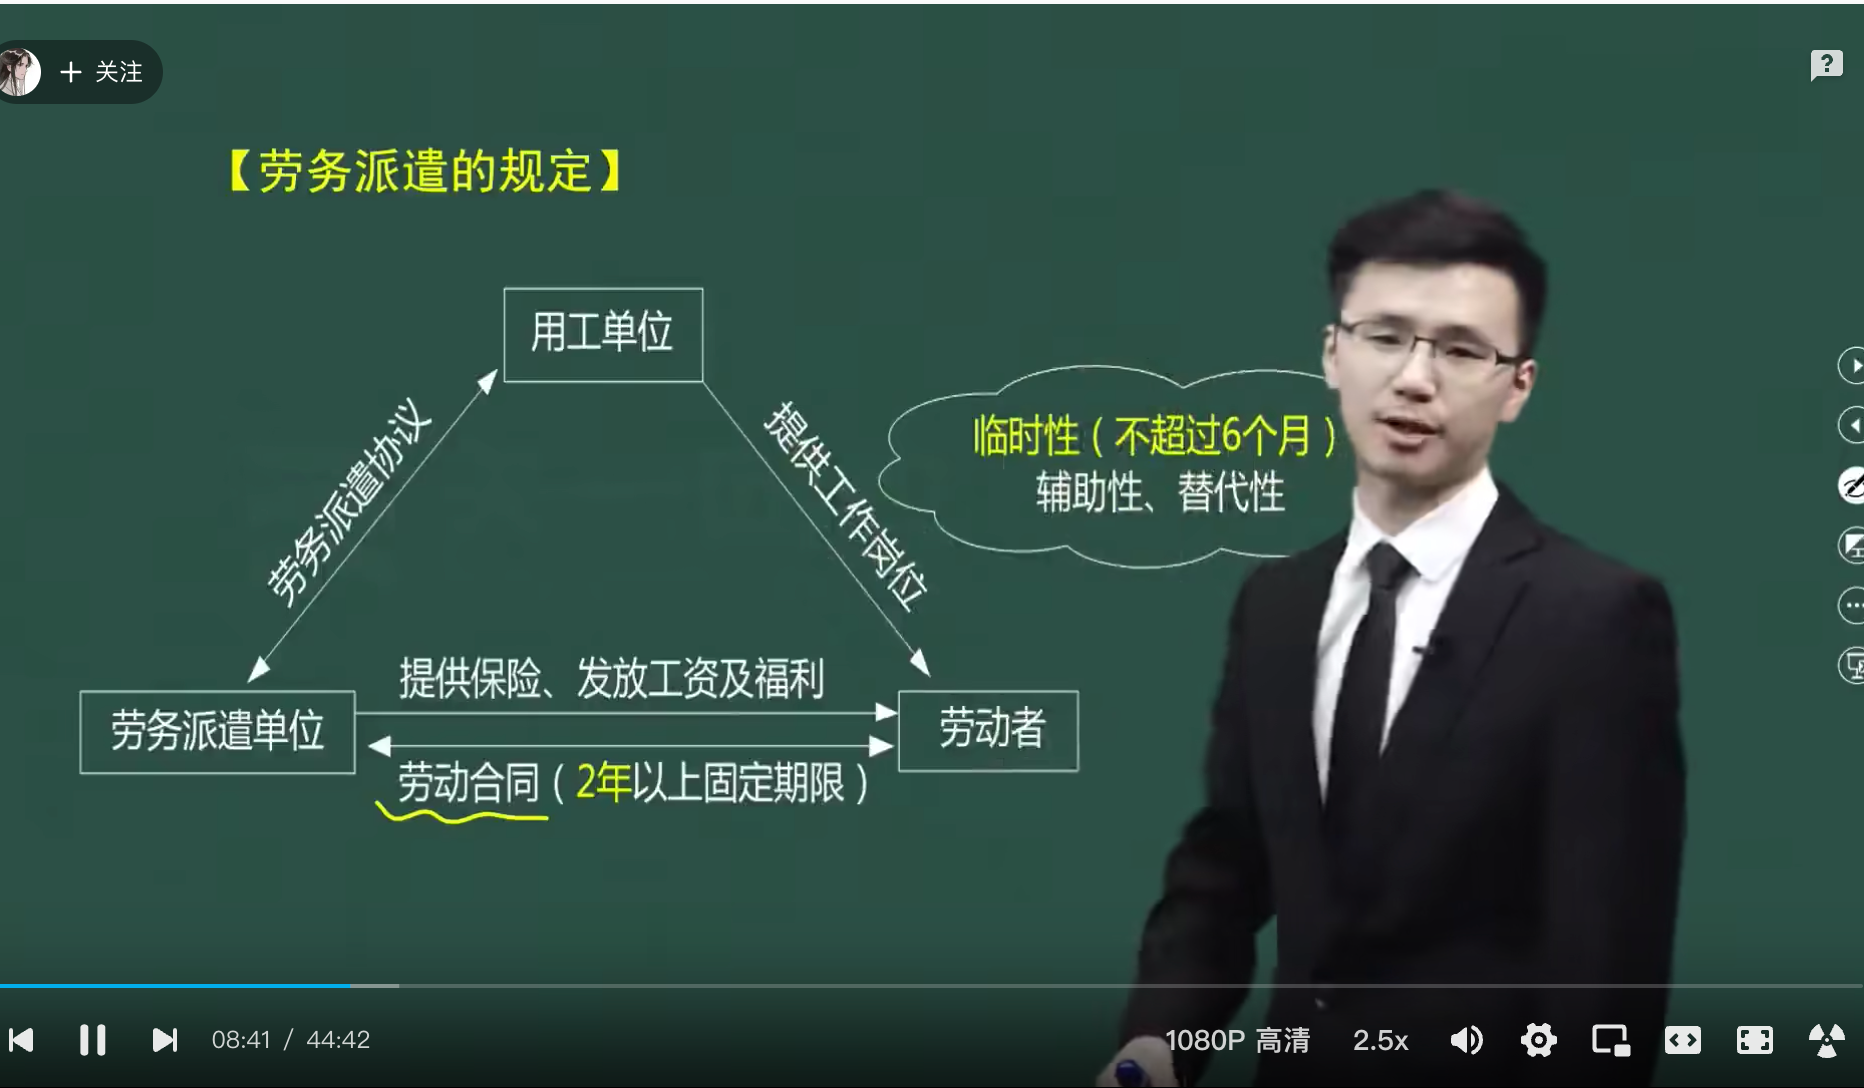 关注
【劳务派遣的规定】
用工单位
劳务派遣协议
提供工作岗位
临时性（不超过6个月）
辅助性、替代性
提供保险、发放工资及福利
劳务派遣单位
劳动者
劳动合同（2年以上固定期限）
08:41 / 44:42
1080P 高清
2.5x